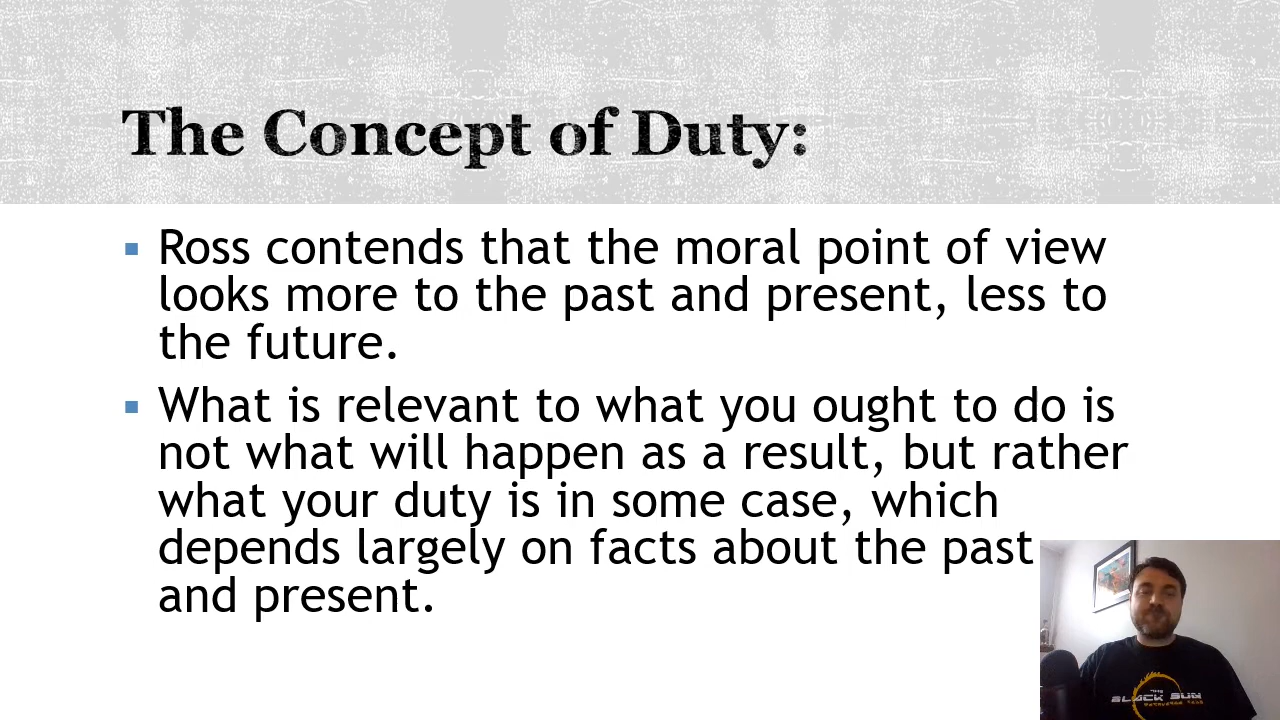 The Concept of Duty:
▪ Ross contends that the moral point of view
looks more to the past and present, less to
the future.
▪ What is relevant to what you ought to do is
not what will happen as a result, but rather
what your duty is in some case, which
depends largely on facts about the past
and present.
THE
BLACK SUN